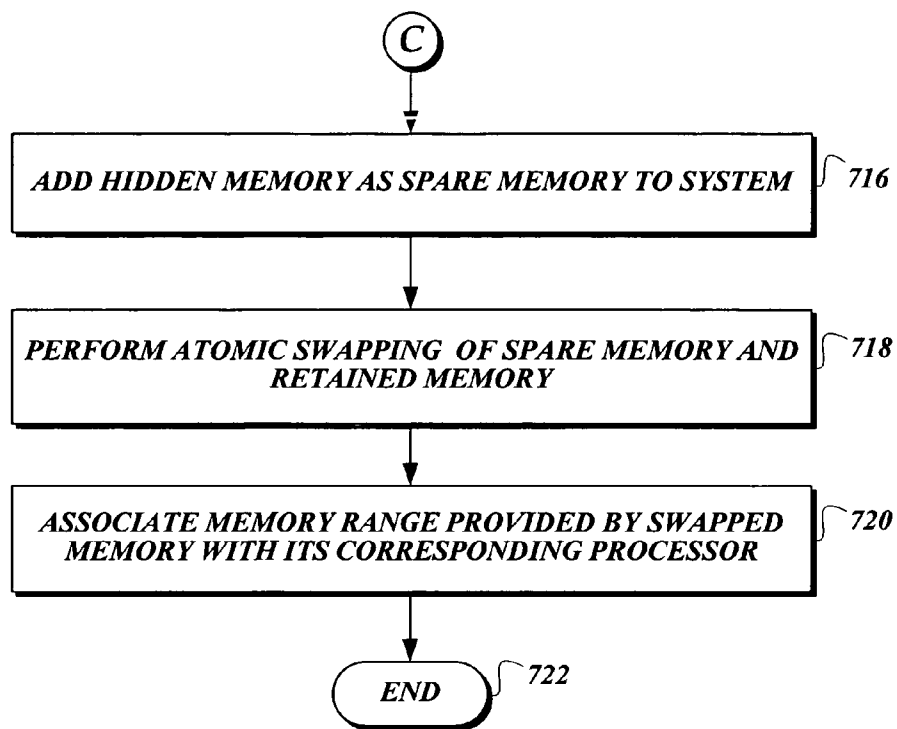 C
ADD HIDDEN MEMORY AS SPARE MEMORY TO SYSTEM
716
PERFORM ATOMIC SWAPPING OF SPARE MEMORY AND
RETAINED MEMORY
718
ASSOCIATE MEMORY RANGE PROVIDED BY SWAPPED
MEMORY WITH ITS CORRESPONDING PROCESSOR
720
END
722